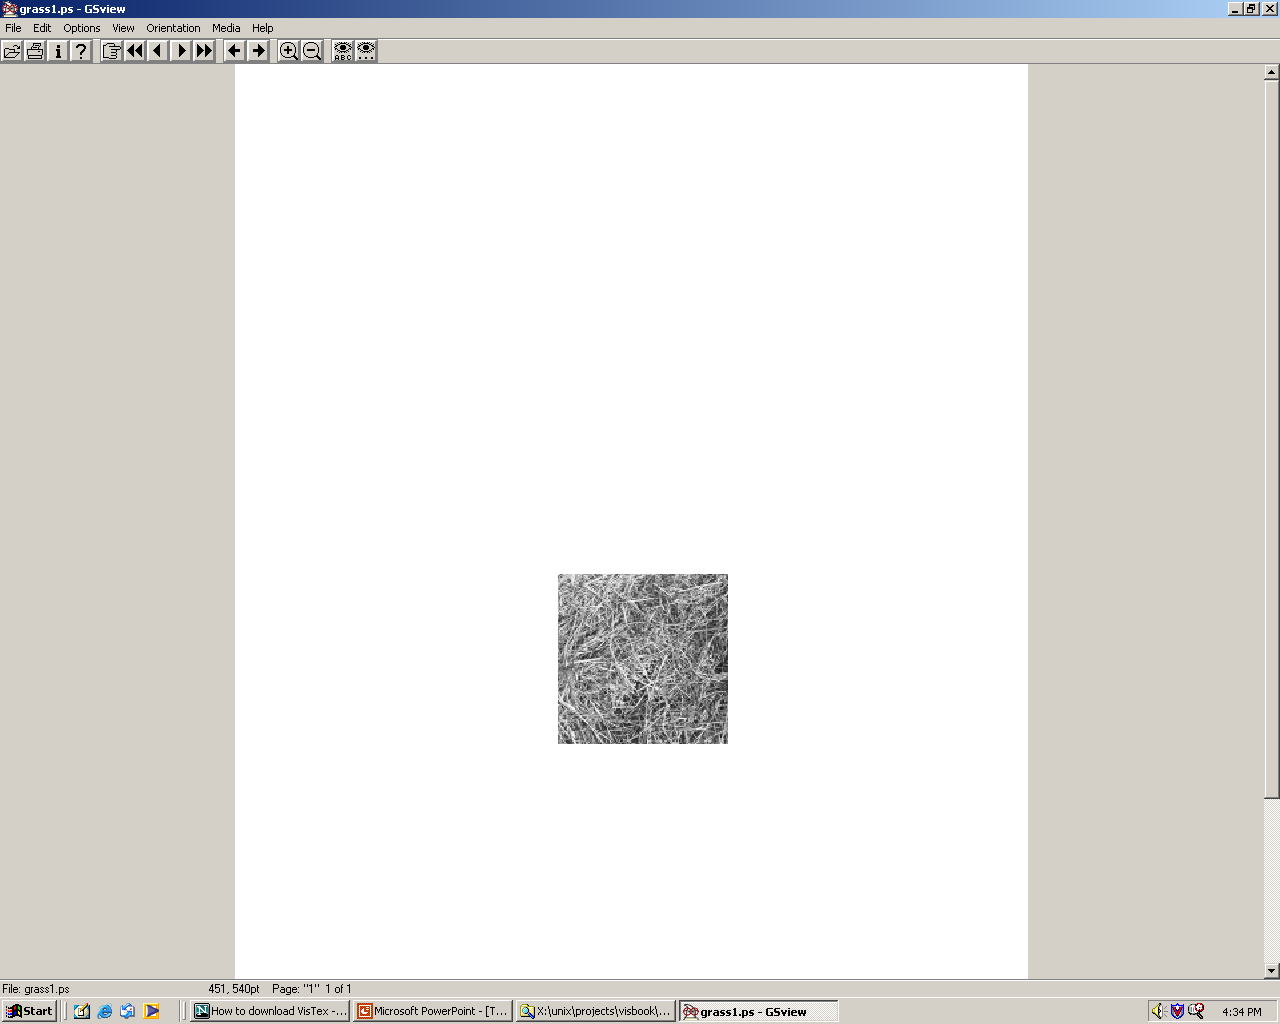 grass1.ps - GSview
File Edit Options View Orientation Media Help
ABC
File: grass1.ps 451, 540pt Page: "1" 1 of 1
Start How to download VisTex -... Microsoft PowerPoint - [T... X:\unix\projects\visbook\... grass1.ps - GSview 4:34 PM